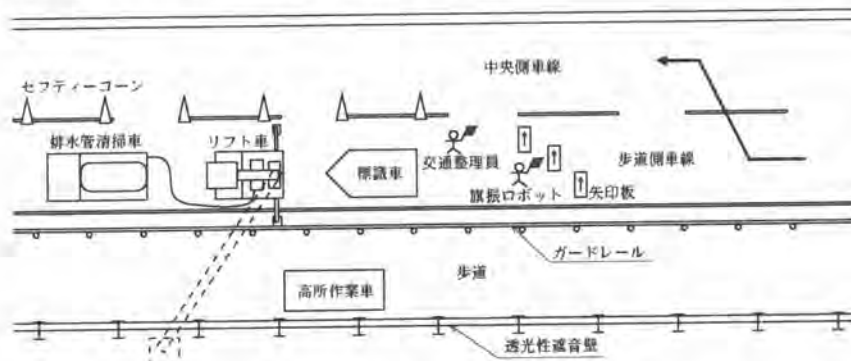 中央側車線
セフティーコーン
排水管清掃車
リフト車
標識車
交通整理員
旗振ロボット
矢印板
歩道側車線
ガードレール
歩道
高所作業車
透光性遮音壁